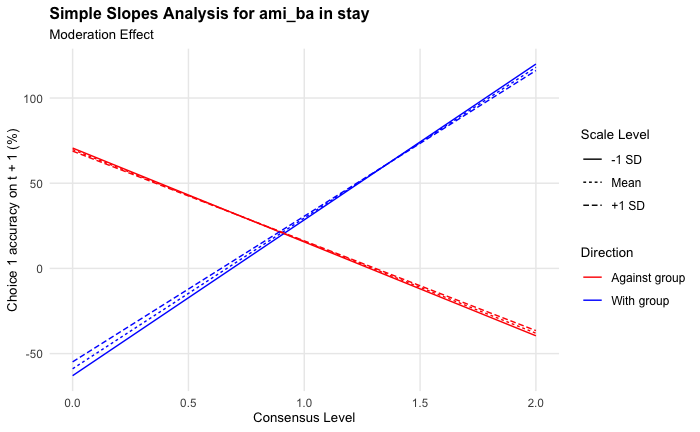 Simple Slopes Analysis for ami_ba in stay
Moderation Effect
Choice 1 accuracy on t + 1 (%)
100
50
0
-50
0.0
0.5
1.0
1.5
2.0
Consensus Level
Scale Level
-1 SD
Mean
+1 SD
Direction
Against group
With group